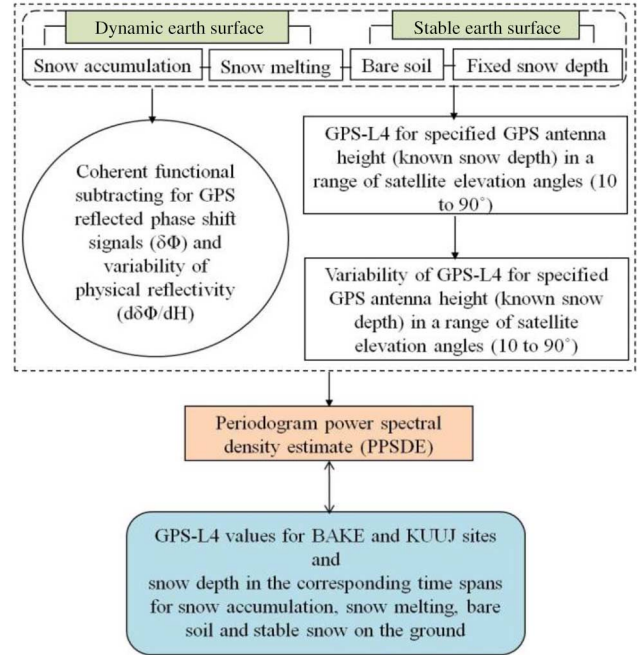 Dynamic earth surface
Stable earth surface
Snow accumulation
Snow melting
Bare soil
Fixed snow depth
Coherent functional
subtracting for GPS
reflected phase shift
signals (δΦ) and
variability of
physical reflectivity
(dδΦ/dH)
GPS-L4 for specified GPS antenna
height (known snow depth) in a
range of satellite elevation angles (10
to 90˚)
Variability of GPS-L4 for specified
GPS antenna height (known snow
depth) in a range of satellite
elevation angles (10 to 90˚)
Periodogram power spectral
density estimate (PPSDE)
GPS-L4 values for BAKE and KUUJ sites
and
snow depth in the corresponding time spans
for snow accumulation, snow melting, bare
soil and stable snow on the ground